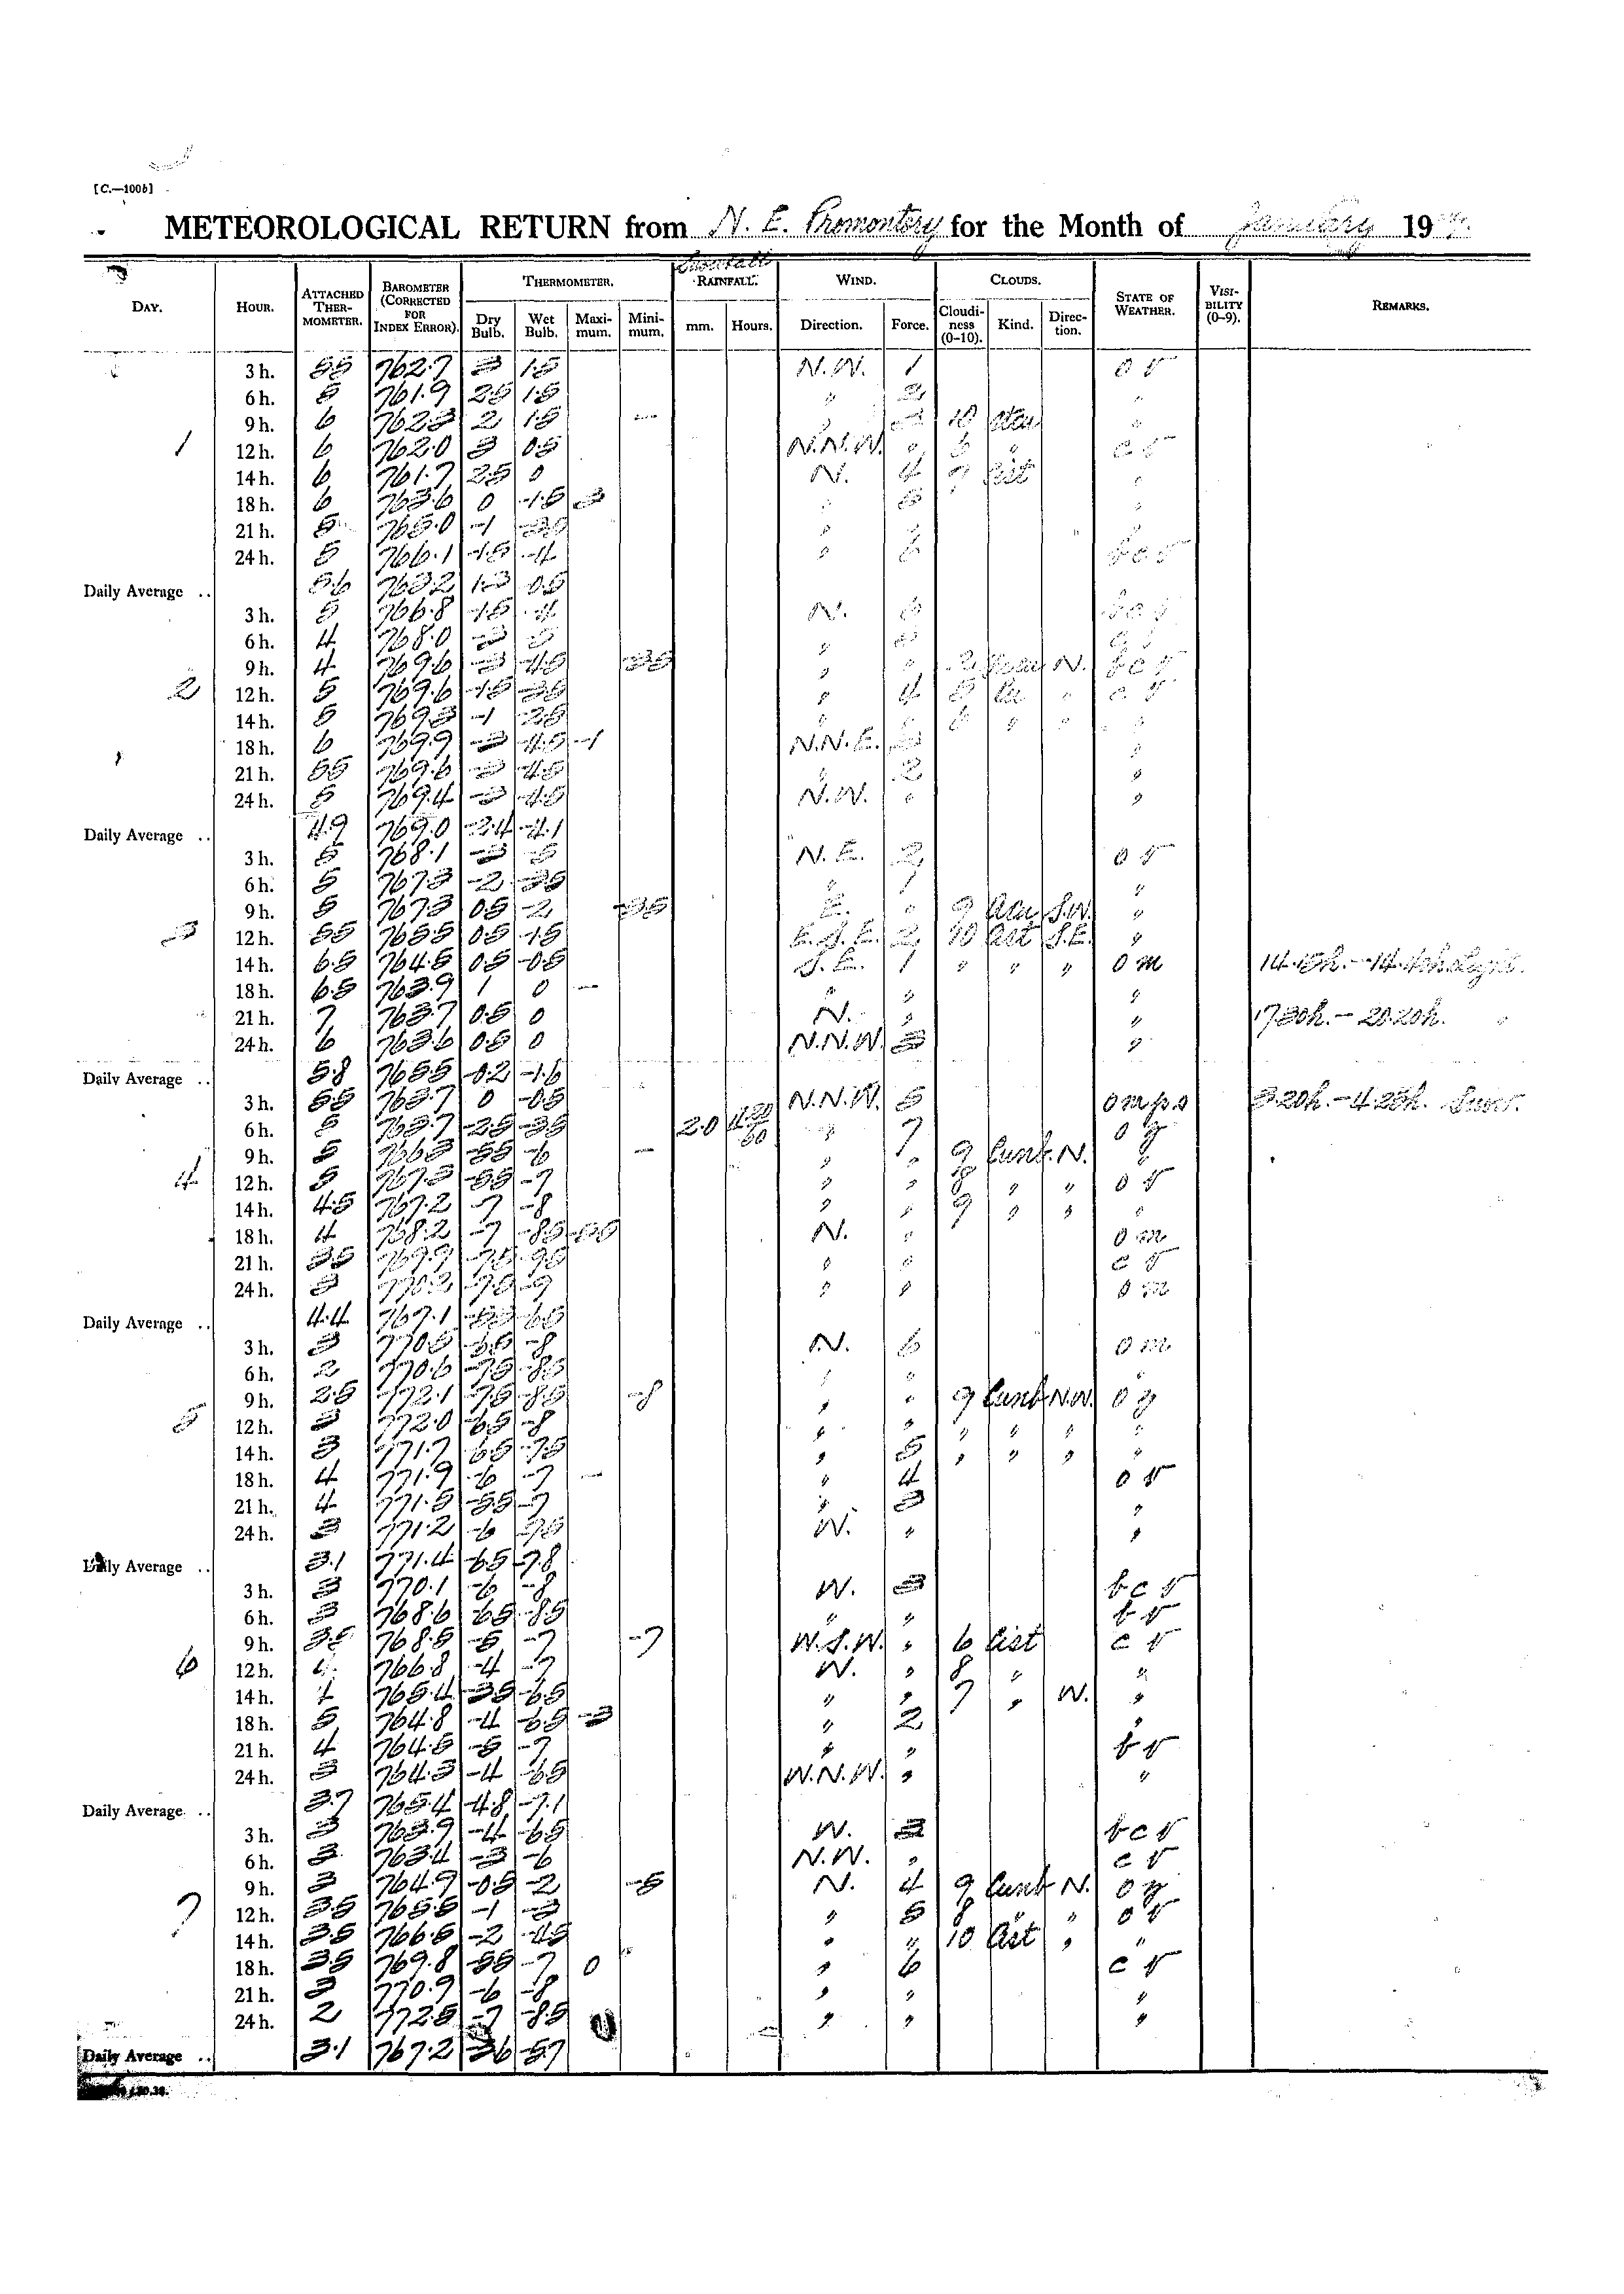 [C.—100b]
METEOROLOGICAL RETURN from N. E. Promontory for the Month of January 19
DAY. HOUR. ATTACHED THERMOMETER. BAROMETER (CORRECTED FOR INDEX ERROR). THERMOMETER. Snowfall RAINFALL. WIND. CLOUDS. STATE OF WEATHER. VISIBILITY (0–9). REMARKS.
Dry Bulb. Wet Bulb. Maximum. Minimum. mm. Hours. Direction. Force. Cloudiness (0–10). Kind. Direction.
3 h. 5.5 762.7 3 1.5 N.W. 1 o v
6 h. 5 761.9 2.5 1.5 " 2 "
9 h. 6 762.3 2 1.5 — " 3 10 "
1 12 h. 6 762.0 3 0.5 N.N.W. " " c v
14 h. 6 761.7 2.5 0 N. 4 cist "
18 h. 6 763.6 0 -1.5 3 " 5 "
21 h. 5 765.0 -1 "
24 h. 5 766.1 -1.5 -4 " 6 b c v
Daily Average .. 5.6 763.2 1.3 -0.5
3 h. 5 766.8 -1.5 -4 N. 6 b c v
6 h. 4 768.0 -3 -5 "
9 h. 4 769.6 -3 -4.5 -3.5 " " N. b c v
2 12 h. 5 769.6 -1.5 -3.5 " 4 8 cu " c v
14 h. 5 769.3 -1 -2.5 " " 6 " " "
18 h. 6 769.9 -3 -4.5 -1 N.N.E. 3 "
21 h. 5.5 769.6 -3 -4.5 " 2 "
24 h. 5 769.4 -3 -4.5 N.W. " "
Daily Average .. 4.9 769.0 -2.4 -4.1
3 h. 5 768.1 -3 -5 N.E. 2 o v
6 h. 5 767.3 -2 -3.5 " 1 "
9 h. 5 767.3 0.5 -2 -3.5 E. " 9 Acu S.W. "
3 12 h. 5.5 765.5 0.5 -1.5 E.S.E. 2 10 Ast S.E. "
14 h. 6.5 764.5 0.5 -0.5 S.E. 1 " " " o m 14.15h.—14.40h. Light.
18 h. 6.5 763.9 1 0 — " " "
21 h. 7 763.7 0.5 0 N. " " 17.30h.—20.20h. "
24 h. 6 763.6 0.5 0 N.N.W. 3 "
Daily Average .. 5.8 765.5 -0.2 -1.6
3 h. 5.5 763.7 0 -0.5 N.N.W. 5 o m p s 3.20h.—4.25h. Snow.
6 h. 5 763.7 -2.5 -3.5 2.0 " 7 o g
9 h. 5 766.3 -5.5 -6 — " " 9 Cunb. N. "
4 12 h. 5 767.3 -5.5 -7 " " 8 " " o v
14 h. 4.5 767.2 -7 -8 " " 9 " " "
18 h. 4 768.2 -7 -8.5 N. " o m
21 h. 3.5 769.9 -7.5 -9.5 " " c v
24 h. 3 770.3 -7.5 -9 " " o m
Daily Average .. 4.4 767.1 -6.5
3 h. 3 770.5 -6.5 -8 N. 6 o m
6 h. 2 770.6 -7.5 -8.5 " " "
9 h. 2.5 772.1 -7.5 -8.5 -8 " " 9 Cunb N.W. o g
5 12 h. 3 772.0 -6.5 -8 " " " " " "
14 h. 3 771.7 -6.5 -7.5 " 5 " " " "
18 h. 4 771.9 -6 -7 — " 4 o v
21 h. 4 771.5 -5.5 -7 " 3 "
24 h. 3 771.2 -6 -7.5 W. " "
Daily Average .. 3.1 771.4 -6.5 -7.8
3 h. 3 770.1 -6 -8 W. 3 b c v
6 h. 3 768.6 -6.5 -8.5 " " b v
9 h. 3.5 768.5 -5 -7 -7 W.S.W. " 6 Cist c v
6 12 h. 4 766.8 -4 -7 W. " 8 " "
14 h. 4 765.4 -3.5 -6.5 " " 7 " W. "
18 h. 5 764.8 -4 -6.5 -3 " 2 "
21 h. 4 764.5 -5 -7 " " b v
24 h. 3 764.3 -4 -6.5 W.N.W. " "
Daily Average .. 3.7 765.4 -4.8 -7.1
3 h. 3 763.9 -4 -6.5 W. 3 b c v
6 h. 3 763.4 -3 -6 N.W. " c v
9 h. 3 764.9 -0.5 -2 -5 N. 4 9 Cunb N. o g
7 12 h. 3.5 765.5 -1 -3 " 5 8 " " o v
14 h. 3.5 766.5 -2 -4.5 " " 10 Ast " "
18 h. 3.5 769.8 -5.5 -7 0 " 6 c v
21 h. 3 770.9 -6 -8 " " "
24 h. 2 772.5 -7 -8.5 " " "
Daily Average .. 3.1 767.2 -3.6 -5.7